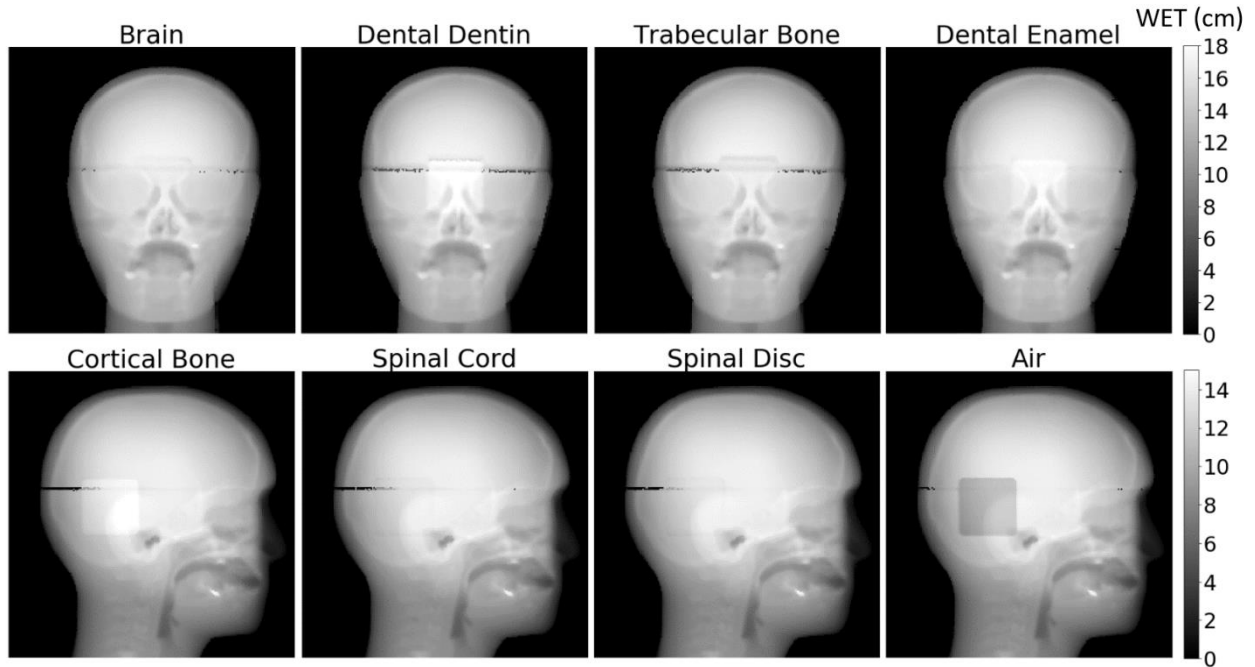 WET (cm)
Brain
Dental Dentin
Trabecular Bone
Dental Enamel
18
16
14
12
10
8
6
4
2
0
Cortical Bone
Spinal Cord
Spinal Disc
Air
14
12
10
8
6
4
2
0